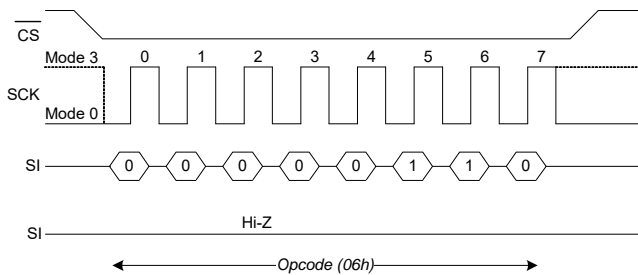 CS
Mode 3 0 1 2 3 4 5 6 7
SCK
Mode 0
SI 0 0 0 0 0 1 1 0
Hi-Z
SI
Opcode (06h)